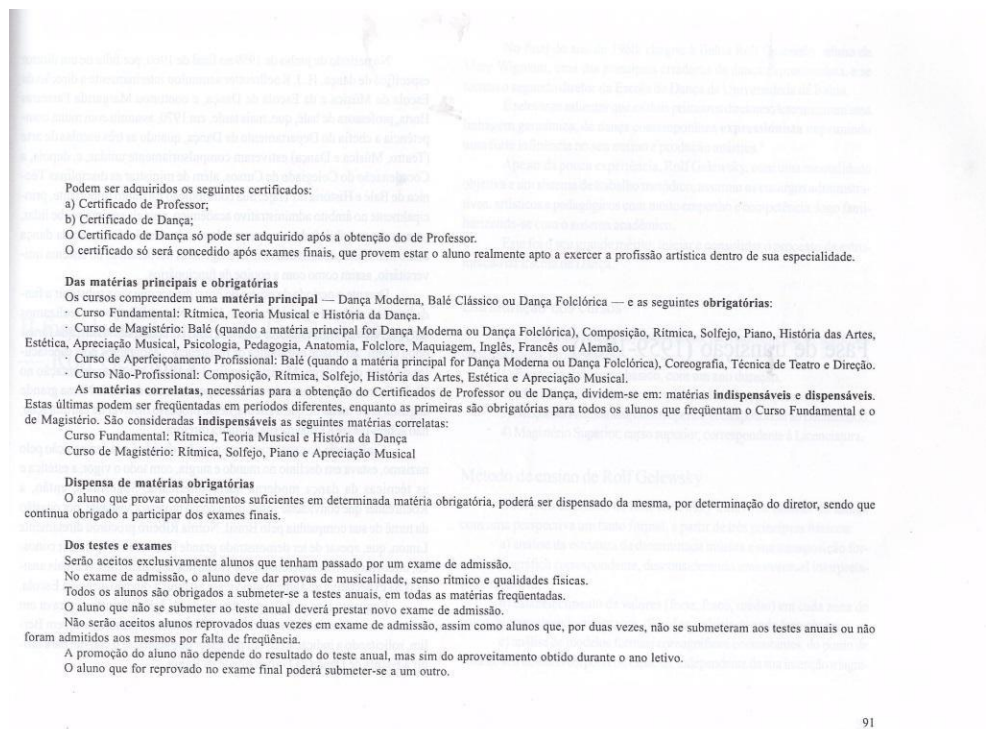 Podem ser adquiridos os seguintes certificados:
a) Certificado de Professor;
b) Certificado de Dança;
O Certificado de Dança só pode ser adquirido após a obtenção do de Professor.
O certificado só será concedido após exames finais, que provem estar o aluno realmente apto a exercer a profissão artística dentro de sua especialidade.
Das matérias principais e obrigatórias
Os cursos compreendem uma matéria principal — Dança Moderna, Balé Clássico ou Dança Folclórica — e as seguintes obrigatórias:
· Curso Fundamental: Rítmica, Teoria Musical e História da Dança.
· Curso de Magistério: Balé (quando a matéria principal for Dança Moderna ou Dança Folclórica), Composição, Rítmica, Solfejo, Piano, História das Artes,
Estética, Apreciação Musical, Psicologia, Pedagogia, Anatomia, Folclore, Maquiagem, Inglês, Francês ou Alemão.
· Curso de Aperfeiçoamento Profissional: Balé (quando a matéria principal for Dança Moderna ou Dança Folclórica), Coreografia, Técnica de Teatro e Direção.
· Curso Não-Profissional: Composição, Rítmica, Solfejo, História das Artes, Estética e Apreciação Musical.
As matérias correlatas, necessárias para a obtenção do Certificados de Professor ou de Dança, dividem-se em: matérias indispensáveis e dispensáveis.
Estas últimas podem ser freqüentadas em períodos diferentes, enquanto as primeiras são obrigatórias para todos os alunos que freqüentam o Curso Fundamental e o
de Magistério. São consideradas indispensáveis as seguintes matérias correlatas:
Curso Fundamental: Rítmica, Teoria Musical e História da Dança
Curso de Magistério: Rítmica, Solfejo, Piano e Apreciação Musical
Dispensa de matérias obrigatórias
O aluno que provar conhecimentos suficientes em determinada matéria obrigatória, poderá ser dispensado da mesma, por determinação do diretor, sendo que
continua obrigado a participar dos exames finais.
Dos testes e exames
Serão aceitos exclusivamente alunos que tenham passado por um exame de admissão.
No exame de admissão, o aluno deve dar provas de musicalidade, senso rítmico e qualidades físicas.
Todos os alunos são obrigados a submeter-se a testes anuais, em todas as matérias freqüentadas.
O aluno que não se submeter ao teste anual deverá prestar novo exame de admissão.
Não serão aceitos alunos reprovados duas vezes em exame de admissão, assim como alunos que, por duas vezes, não se submeteram aos testes anuais ou não
foram admitidos aos mesmos por falta de freqüência.
A promoção do aluno não depende do resultado do teste anual, mas sim do aproveitamento obtido durante o ano letivo.
O aluno que for reprovado no exame final poderá submeter-se a um outro.
91